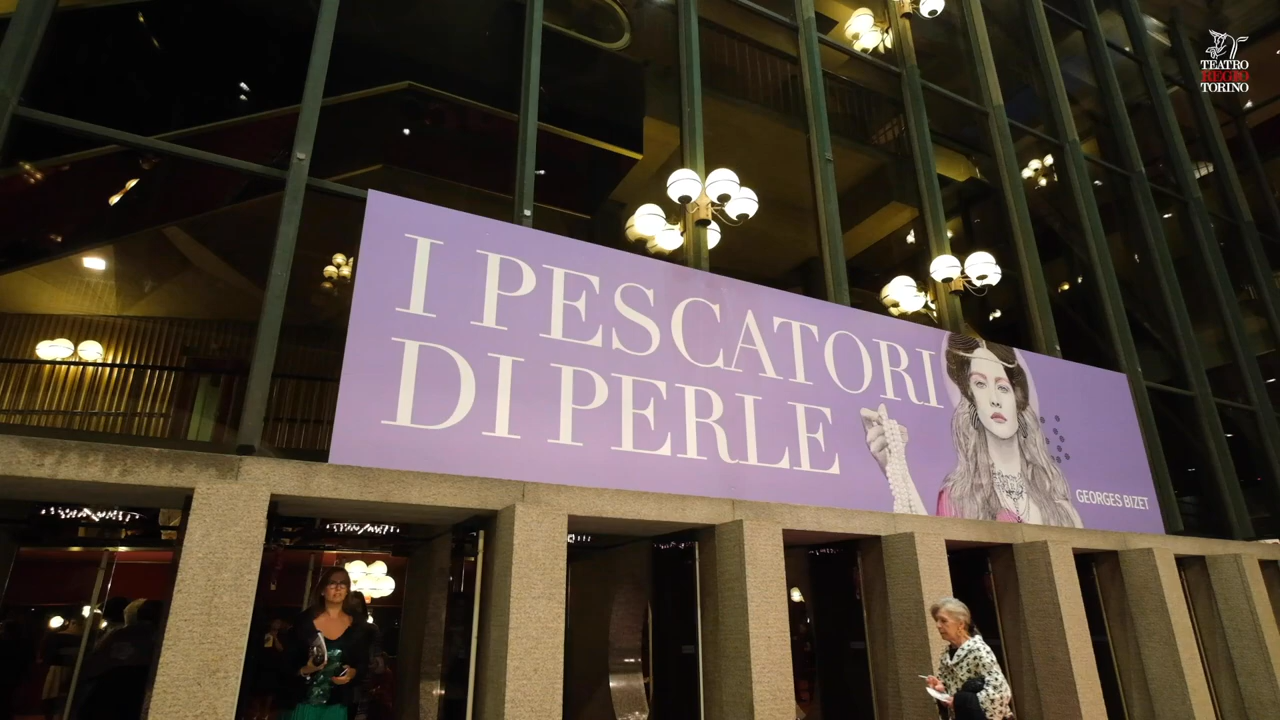 TEATRO
REGIO
TORINO
I PESCATORI
DI PERLE
GEORGES BIZET